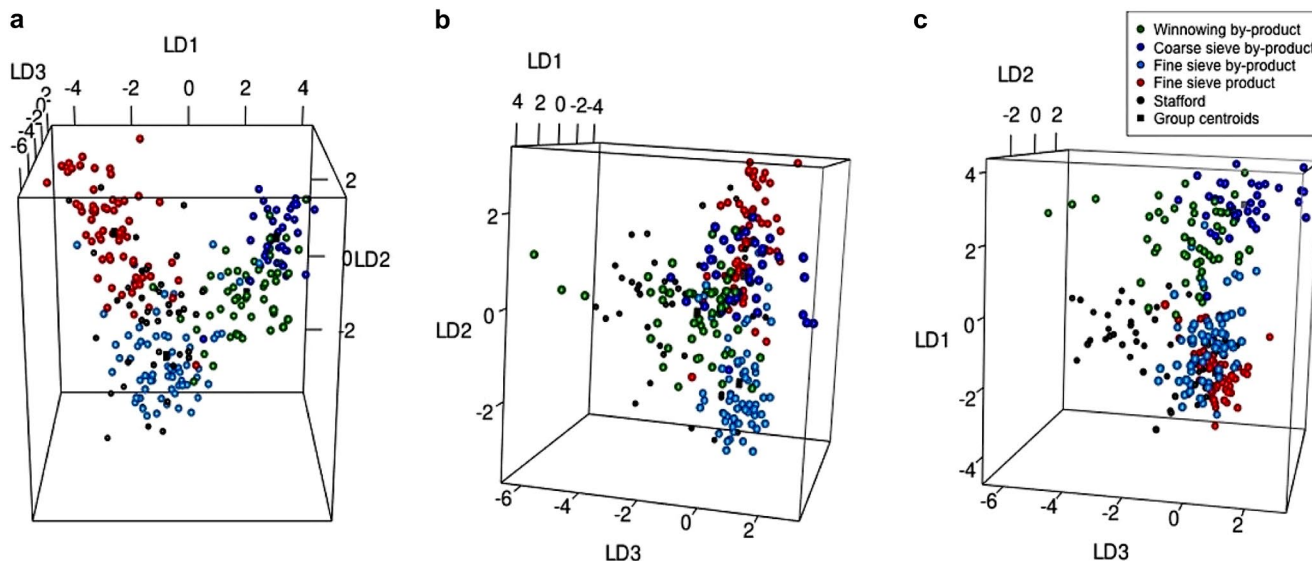 a
LD1
LD3
-4 -2 0 2 4
0
-2
-4
-6
2
0
LD2
-2
b
LD1
4 2 0 -2 -4
2
0
LD2
-2
-6 -4 -2 0 2
LD3
c
LD2
-2 0 2
4
2
0
LD1
-2
-4
-6 -4 -2 0 2
LD3
Winnowing by-product
Coarse sieve by-product
Fine sieve by-product
Fine sieve product
Stafford
Group centroids